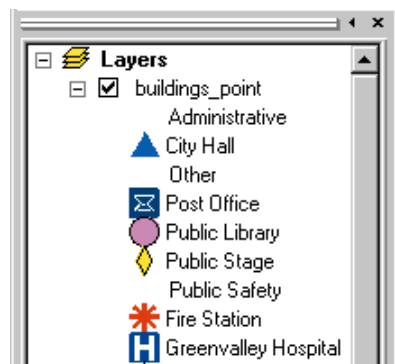 Layers
buildings_point
Administrative
City Hall
Other
Post Office
Public Library
Public Stage
Public Safety
Fire Station
H Greenvalley Hospital